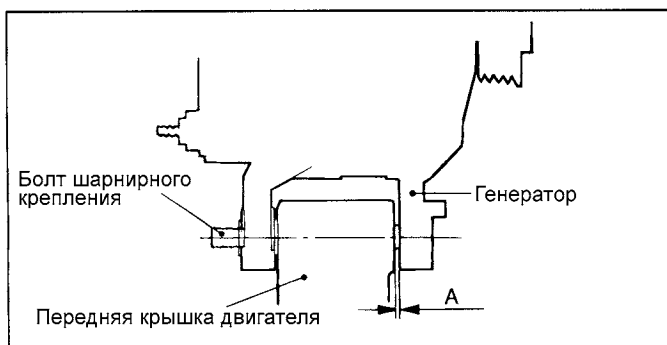 Болт шарнирного
крепления
Генератор
А
Передняя крышка двигателя